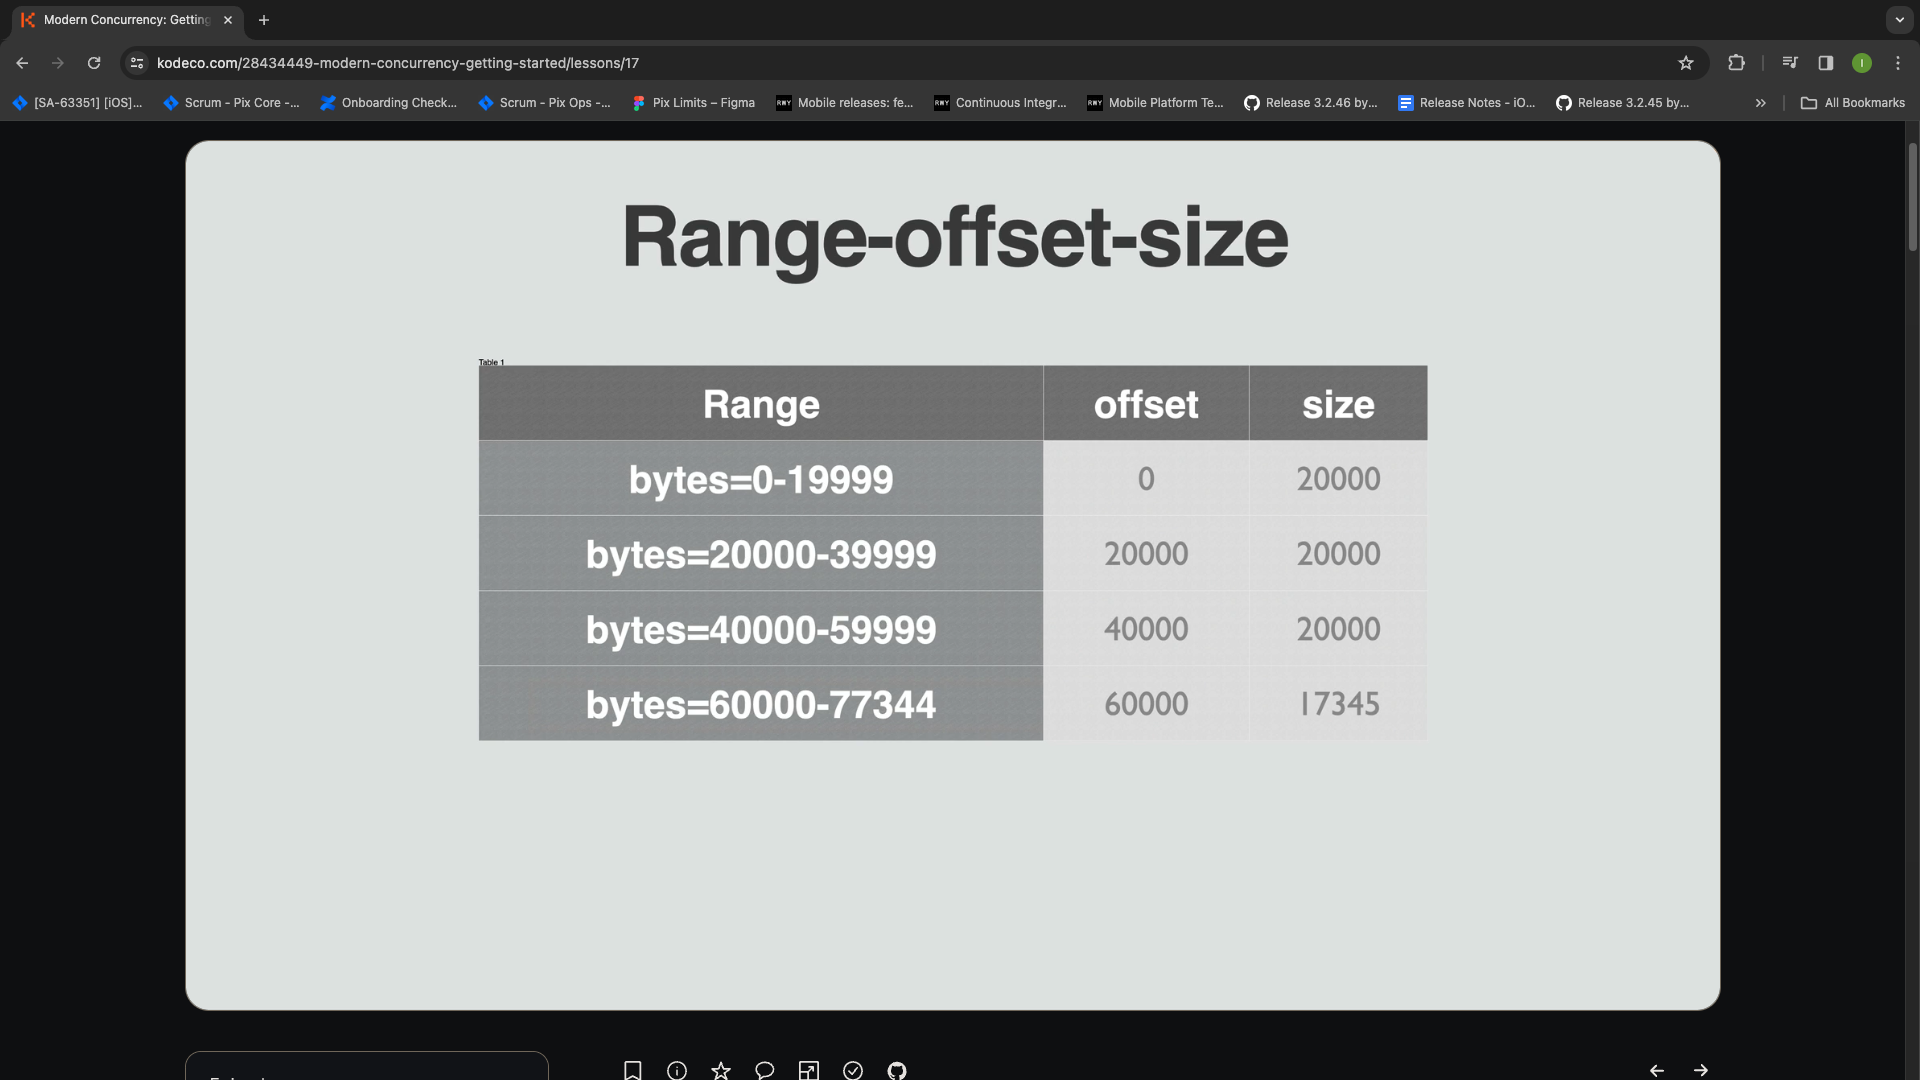 Modern Concurrency: Getting
kodeco.com/28434449-modern-concurrency-getting-started/lessons/17
I
[SA-63351] [iOS]...
Scrum - Pix Core -...
Onboarding Check...
Scrum - Pix Ops -...
Pix Limits – Figma
RWY Mobile releases: fe...
RWY Continuous Integr...
RWY Mobile Platform Te...
Release 3.2.46 by...
Release Notes - iO...
Release 3.2.45 by...
All Bookmarks
Range-offset-size
Table 1
Range offset size
bytes=0-19999 0 20000
bytes=20000-39999 20000 20000
bytes=40000-59999 40000 20000
bytes=60000-77344 60000 17345